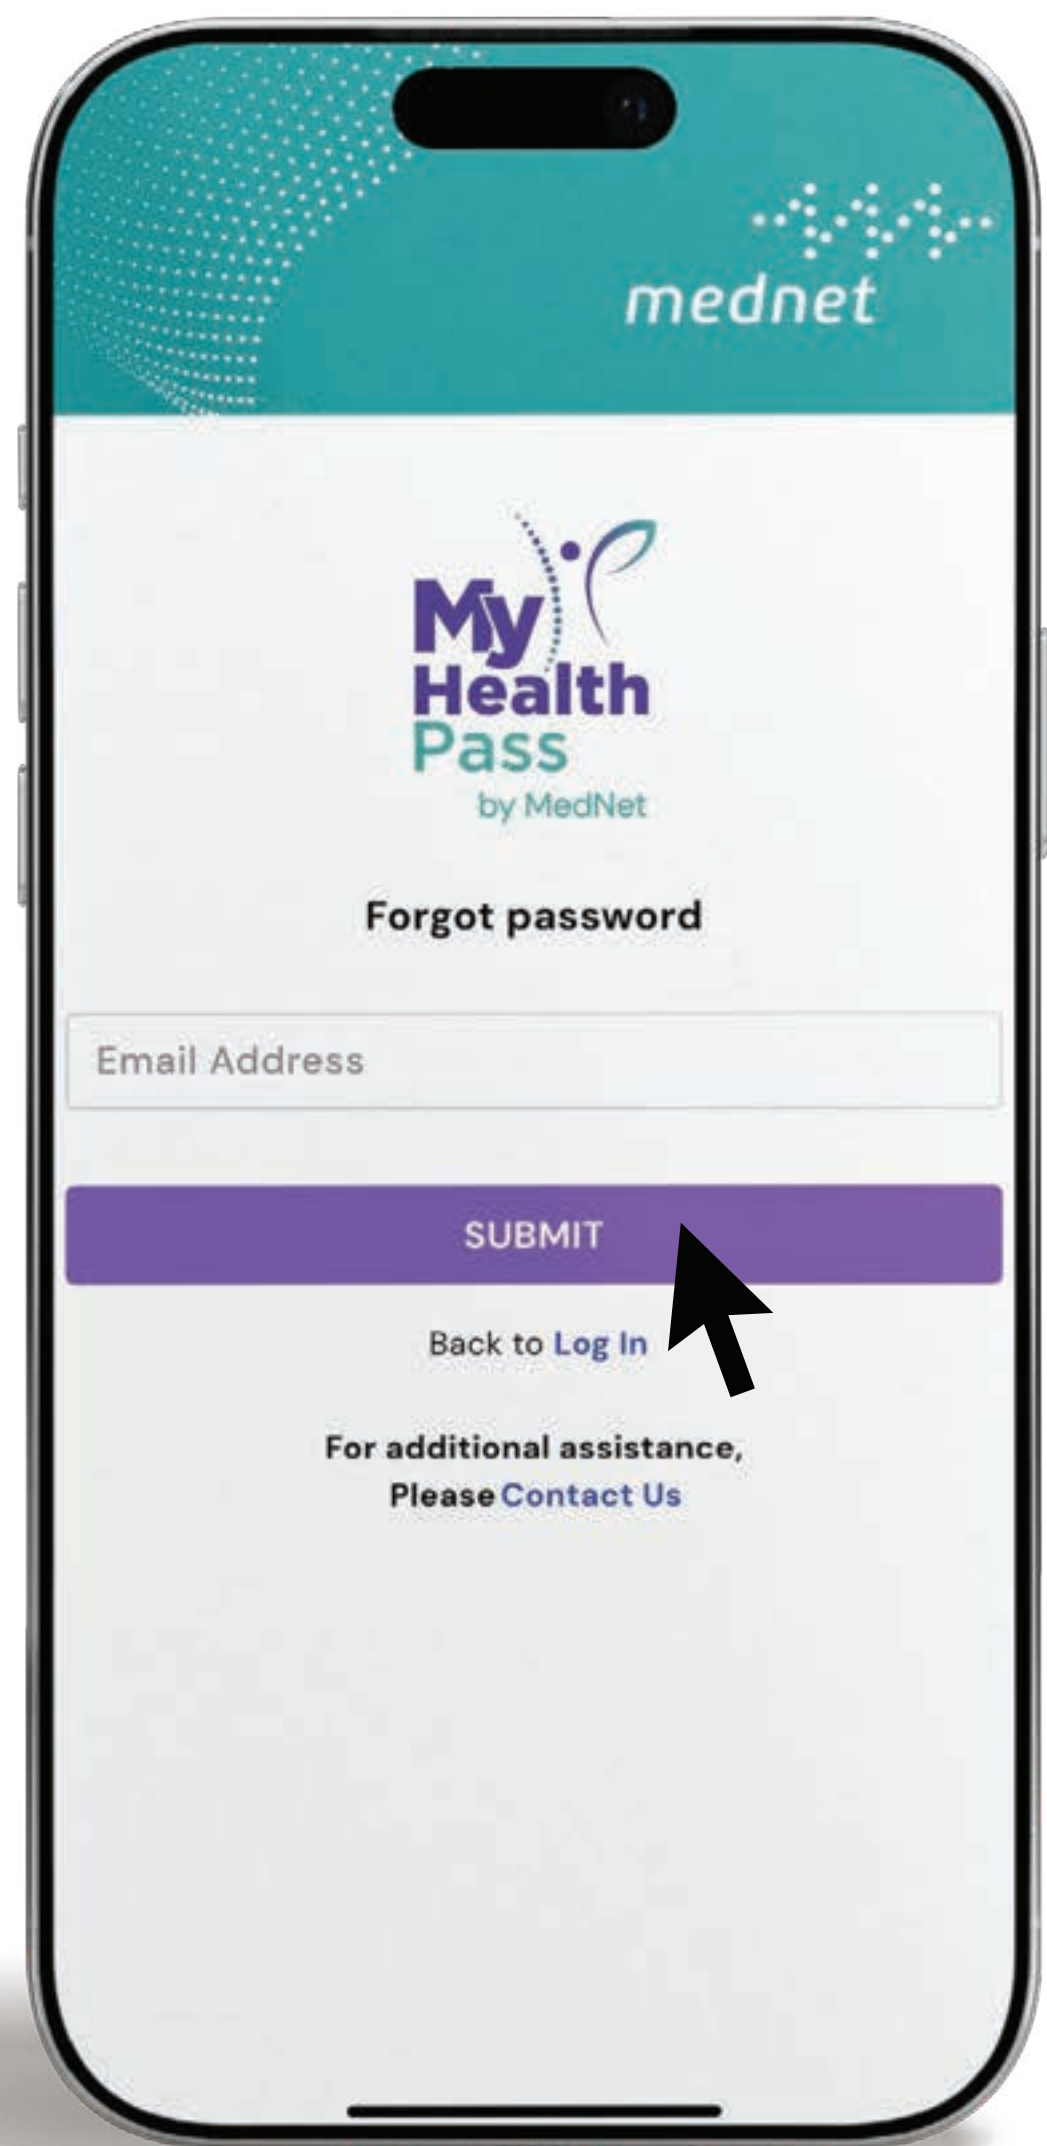 mednet
My
Health
Pass
by MedNet
Forgot password
Email Address
SUBMIT
Back to Log In
For additional assistance,
Please Contact Us